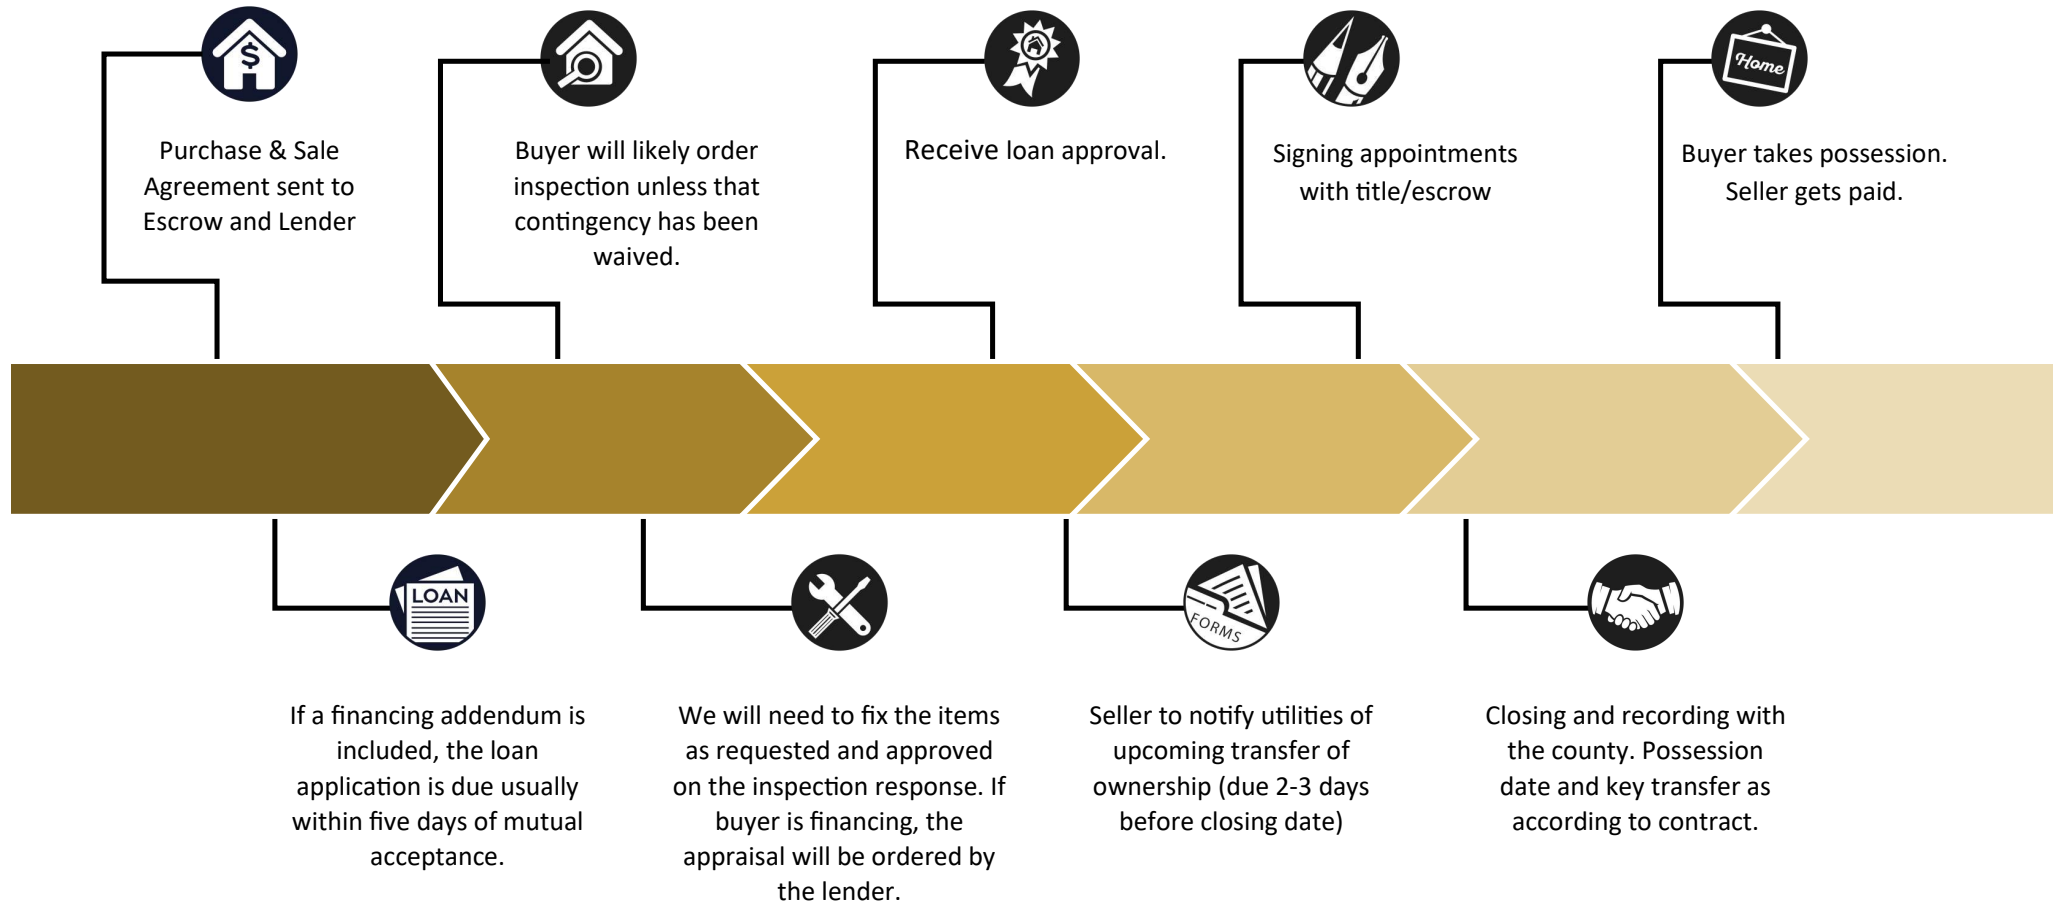 Home
Purchase & Sale
Agreement sent to
Escrow and Lender
Buyer will likely order
inspection unless that
contingency has been
waived.
Receive loan approval.
Signing appointments
with title/escrow
Buyer takes possession.
Seller gets paid.
LOAN
FORMS
If a financing addendum is
included, the loan
application is due usually
within five days of mutual
acceptance.
We will need to fix the items
as requested and approved
on the inspection response. If
buyer is financing, the
appraisal will be ordered by
the lender.
Seller to notify utilities of
upcoming transfer of
ownership (due 2-3 days
before closing date)
Closing and recording with
the county. Possession
date and key transfer as
according to contract.